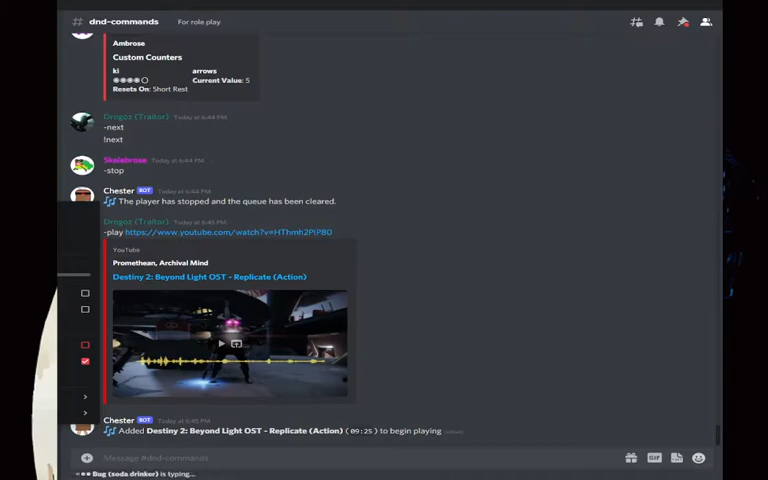 dnd-commands For role play
Ambrose
Custom Counters
ki arrows
Current Value: 5
Resets On: Short Rest
Drogoz (Traitor) Today at 6:44 PM
-next
!next
Skelebrose Today at 6:44 PM
-stop
Chester BOT Today at 6:44 PM
The player has stopped and the queue has been cleared.
Drogoz (Traitor) Today at 6:45 PM
-play https://www.youtube.com/watch?v=HThmh2PIP80
YouTube
Promethean, Archival Mind
Destiny 2: Beyond Light OST - Replicate (Action)
Chester BOT Today at 6:45 PM
Added Destiny 2: Beyond Light OST - Replicate (Action) (09:25) to begin playing
Message #dnd-commands
GIF
Bug (soda drinker) is typing...